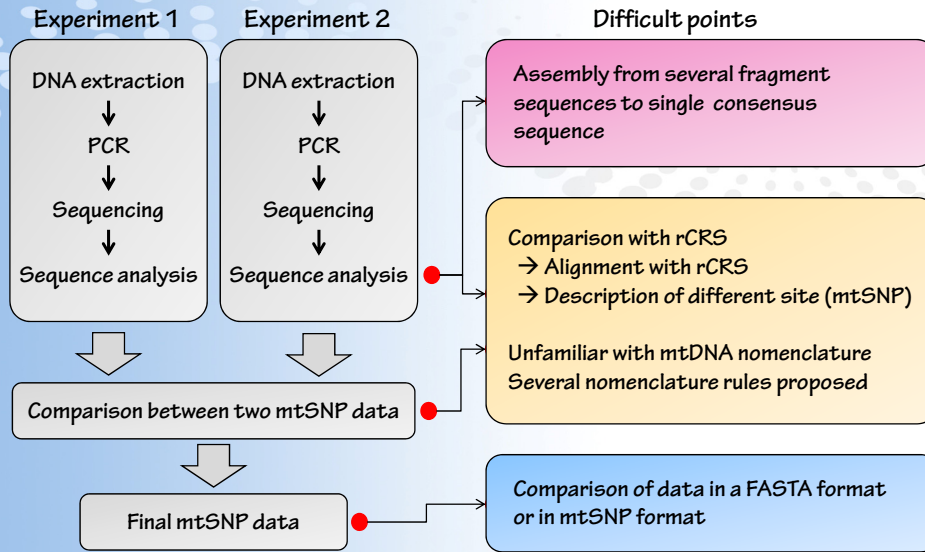 Experiment 1
DNA extraction
PCR
Sequencing
Sequence analysis
Experiment 2
DNA extraction
PCR
Sequencing
Sequence analysis
Comparison between two mtSNP data
Final mtSNP data
Difficult points
Assembly from several fragment
sequences to single consensus
sequence
Comparison with rCRS
→ Alignment with rCRS
→ Description of different site (mtSNP)
Unfamiliar with mtDNA nomenclature
Several nomenclature rules proposed
Comparison of data in a FASTA format
or in mtSNP format